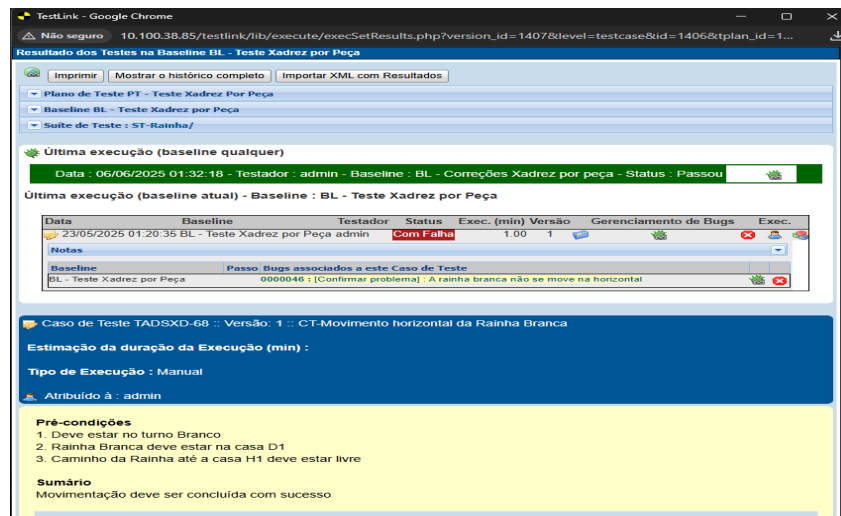 TestLink - Google Chrome
Não seguro 10.100.38.85/testlink/lib/execute/execSetResults.php?version_id=1407&level=testcase&id=1406&tplan_id=1...
Resultado dos Testes na Baseline BL - Teste Xadrez por Peça
Imprimir Mostrar o histórico completo Importar XML com Resultados
Plano de Teste PT - Teste Xadrez Por Peça
Baseline BL - Teste Xadrez por Peça
Suíte de Teste : ST-Rainha/
Última execução (baseline qualquer)
Data : 06/06/2025 01:32:18 - Testador : admin - Baseline : BL - Correções Xadrez por peça - Status : Passou
Última execução (baseline atual) - Baseline : BL - Teste Xadrez por Peça
Data Baseline Testador Status Exec. (min) Versão Gerenciamento de Bugs Exec.
23/05/2025 01:20:35 BL - Teste Xadrez por Peça admin Com Falha 1.00 1
Notas
Baseline Passo Bugs associados a este Caso de Teste
BL - Teste Xadrez por Peça 0000046 : [Confirmar problema] : A rainha branca não se move na horizontal
Caso de Teste TADSXD-68 :: Versão: 1 :: CT-Movimento horizontal da Rainha Branca
Estimação da duração da Execução (min) :
Tipo de Execução : Manual
Atribuído à : admin
Pré-condições
1. Deve estar no turno Branco
2. Rainha Branca deve estar na casa D1
3. Caminho da Rainha até a casa H1 deve estar livre
Sumário
Movimentação deve ser concluída com sucesso